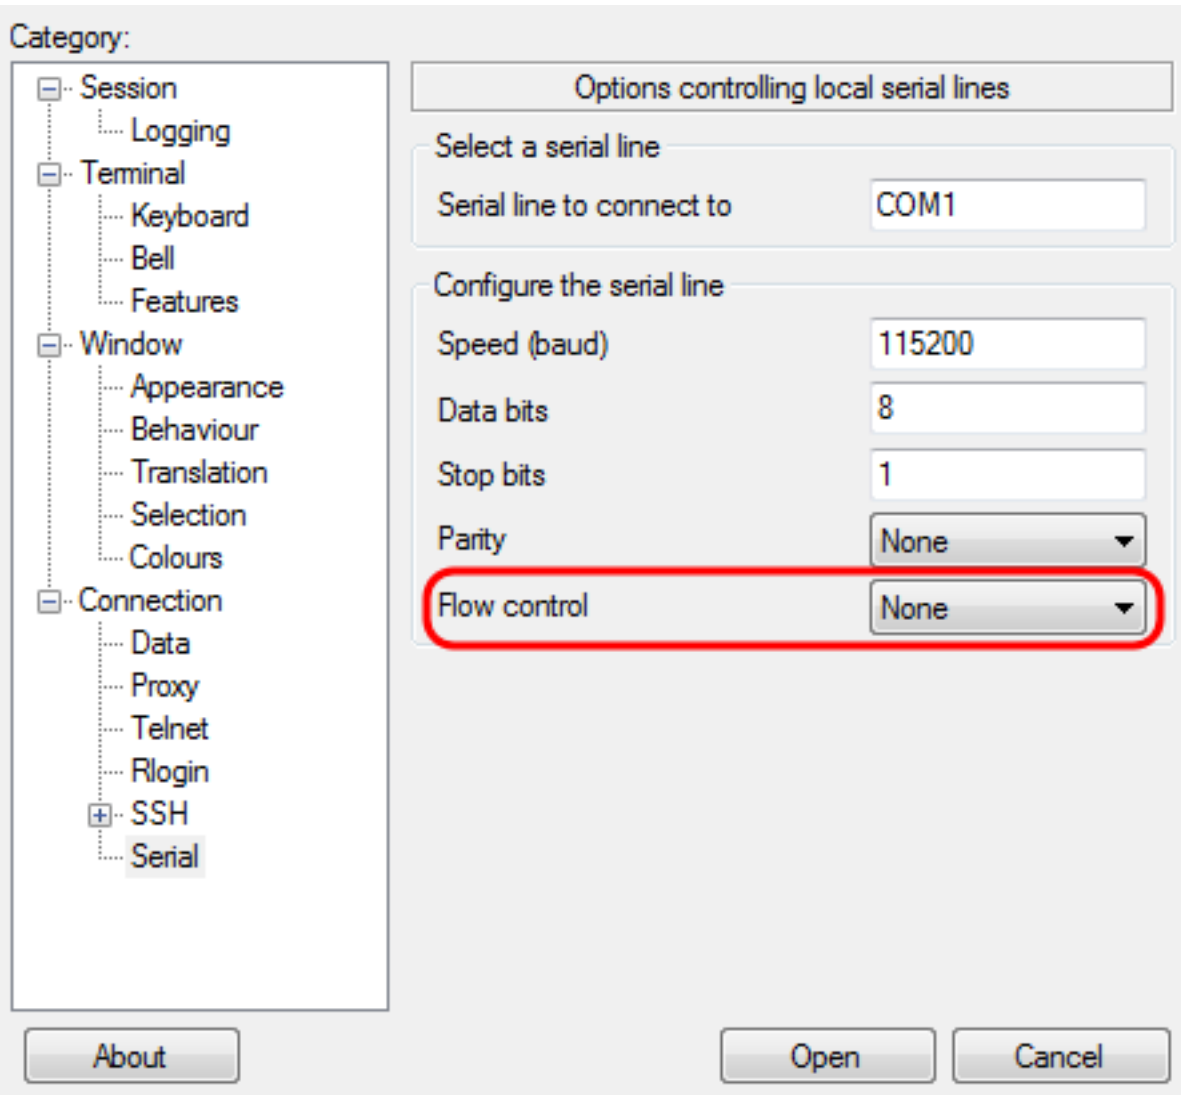 Category:
Session
Logging
Terminal
Keyboard
Bell
Features
Window
Appearance
Behaviour
Translation
Selection
Colours
Connection
Data
Proxy
Telnet
Rlogin
SSH
Serial
Options controlling local serial lines
Select a serial line
Serial line to connect to COM1
Configure the serial line
Speed (baud) 115200
Data bits 8
Stop bits 1
Parity None
Flow control None
About
Open
Cancel